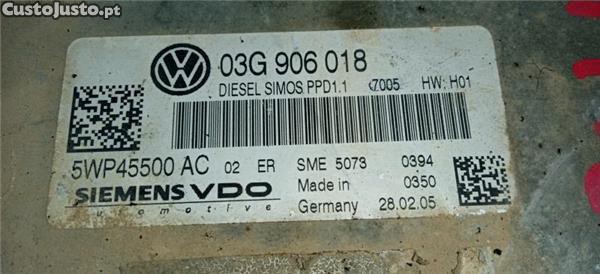 CustoJusto.pt
03G 906 018
DIESEL SIMOS PPD1.1 <7005 HW: H01
5WP45500 AC 02 ER SME 5073 0394
SIEMENS VDO Made in 0350
automotive Germany 28.02.05